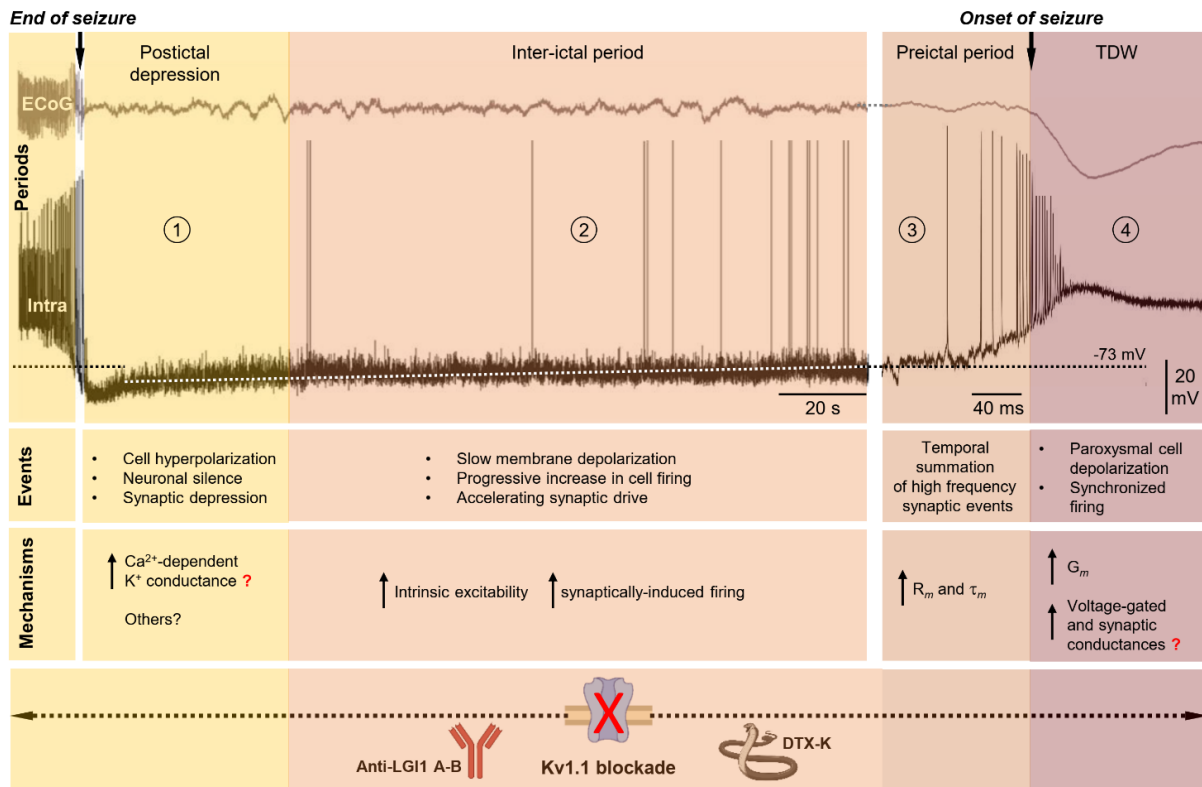 End of seizure
Onset of seizure
Postictal
depression
Inter-ictal period
Preictal period
TDW
ECoG
Periods
①
②
③
④
Intra
-73 mV
20 s
40 ms
20
mV
Events
• Cell hyperpolarization
• Neuronal silence
• Synaptic depression
• Slow membrane depolarization
• Progressive increase in cell firing
• Accelerating synaptic drive
Temporal
summation
of high frequency
synaptic events
• Paroxysmal cell
depolarization
• Synchronized
firing
Mechanisms
↑ Ca²⁺-dependent
K⁺ conductance ?
Others?
↑ Intrinsic excitability
↑ synaptically-induced firing
↑ Rₘ and τₘ
↑ Gₘ
↑ Voltage-gated
and synaptic
conductances ?
Anti-LGI1 A-B
Kv1.1 blockade
DTX-K